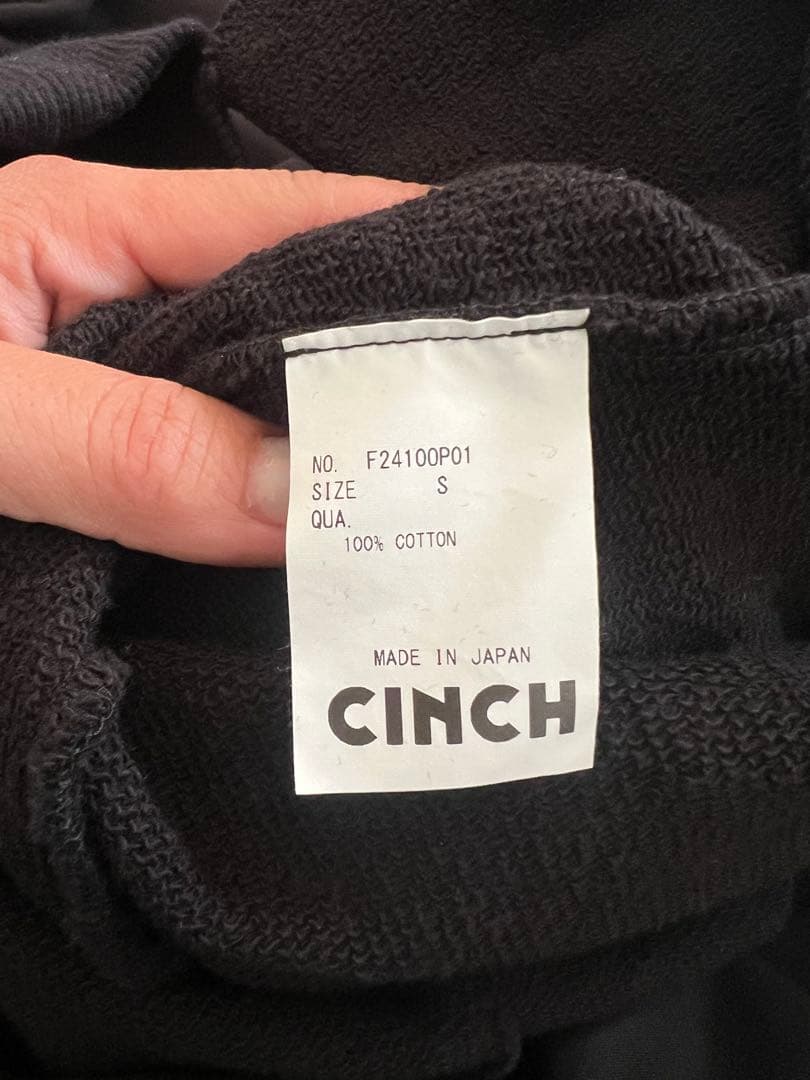 NO. F24100P01
SIZE S
QUA.
100% COTTON
MADE IN JAPAN
CINCH